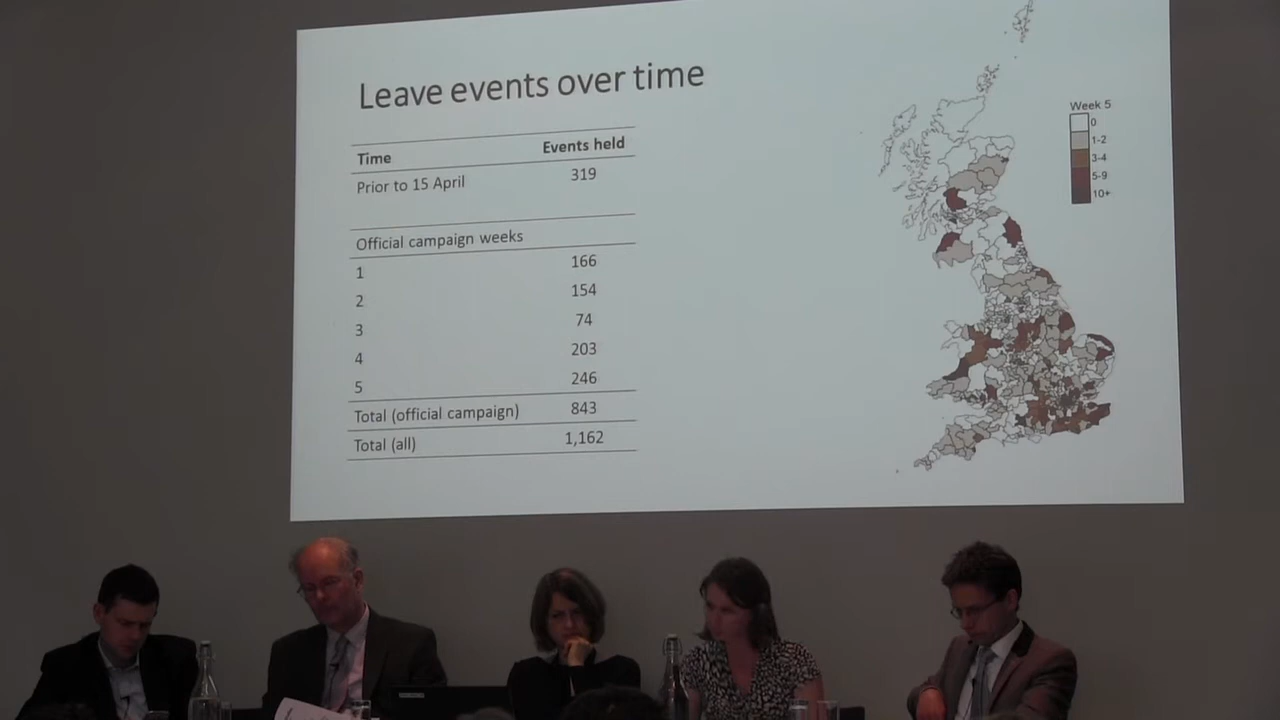 Leave events over time
Time Events held
Prior to 15 April 319
Official campaign weeks
1 166
2 154
3 74
4 203
5 246
Total (official campaign) 843
Total (all) 1,162
Week 5
0
1-2
3-4
5-9
10+